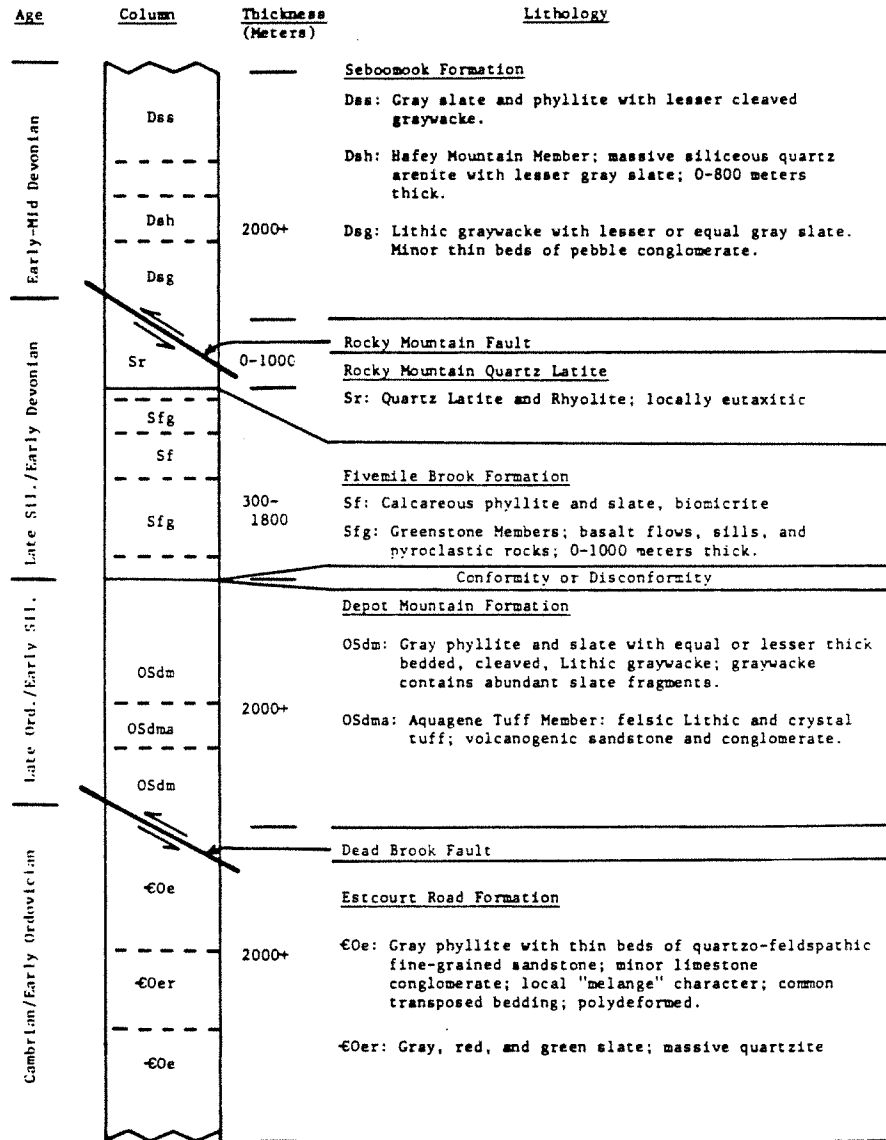 Age Column Thickness Lithology
(Meters)
Early-Mid Devonian
Late Sil./Early Devonian
Late Ord./Early Sil.
Cambrian/Early Ordovician
Dss
Dsh
Dsg
Sr
Sfg
Sf
Sfg
OSdm
OSdma
OSdm
ЄOe
ЄOer
ЄOe
2000+
0-1000
300-
1800
2000+
2000+
Seboomook Formation
Dss: Gray slate and phyllite with lesser cleaved
graywacke.
Dsh: Hafey Mountain Member; massive siliceous quartz
arenite with lesser gray slate; 0-800 meters
thick.
Dsg: Lithic graywacke with lesser or equal gray slate.
Minor thin beds of pebble conglomerate.
Rocky Mountain Fault
Rocky Mountain Quartz Latite
Sr: Quartz Latite and Rhyolite; locally eutaxitic
Fivemile Brook Formation
Sf: Calcareous phyllite and slate, biomicrite
Sfg: Greenstone Members; basalt flows, sills, and
pyroclastic rocks; 0-1000 meters thick.
Conformity or Disconformity
Depot Mountain Formation
OSdm: Gray phyllite and slate with equal or lesser thick
bedded, cleaved, Lithic graywacke; graywacke
contains abundant slate fragments.
OSdma: Aquagene Tuff Member: felsic Lithic and crystal
tuff; volcanogenic sandstone and conglomerate.
Dead Brook Fault
Estcourt Road Formation
ЄOe: Gray phyllite with thin beds of quartzo-feldspathic
fine-grained sandstone; minor limestone
conglomerate; local "melange" character; common
transposed bedding; polydeformed.
ЄOer: Gray, red, and green slate; massive quartzite